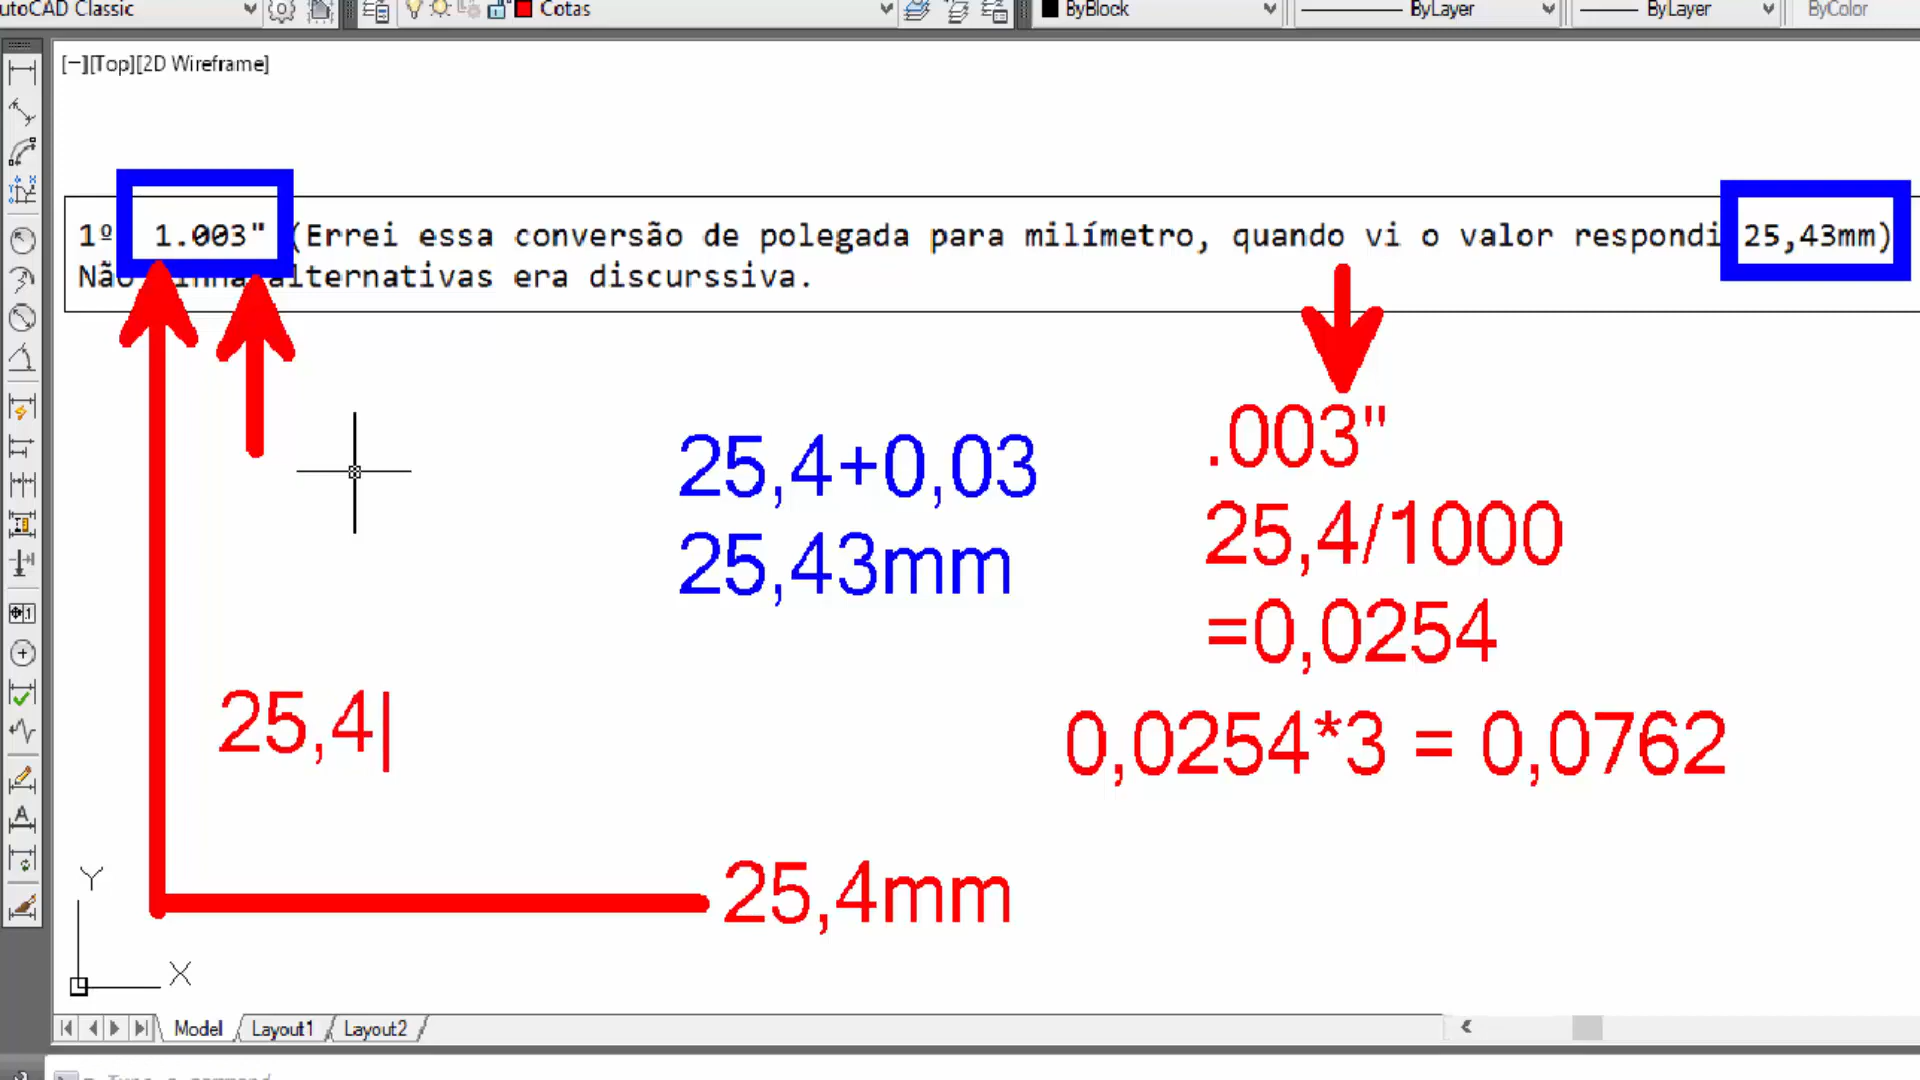 utoCAD Classic
Cotas
ByBlock
ByLayer
ByLayer
ByColor
[−][Top][2D Wireframe]
1º 1.003" (Errei essa conversão de polegada para milímetro, quando vi o valor respondi 25,43mm)
Não tinha alternativas era discurssiva.
25,4+0,03
25,43mm
.003"
25,4/1000
=0,0254
0,0254*3 = 0,0762
25,4
25,4mm
Y
X
Model
Layout1
Layout2